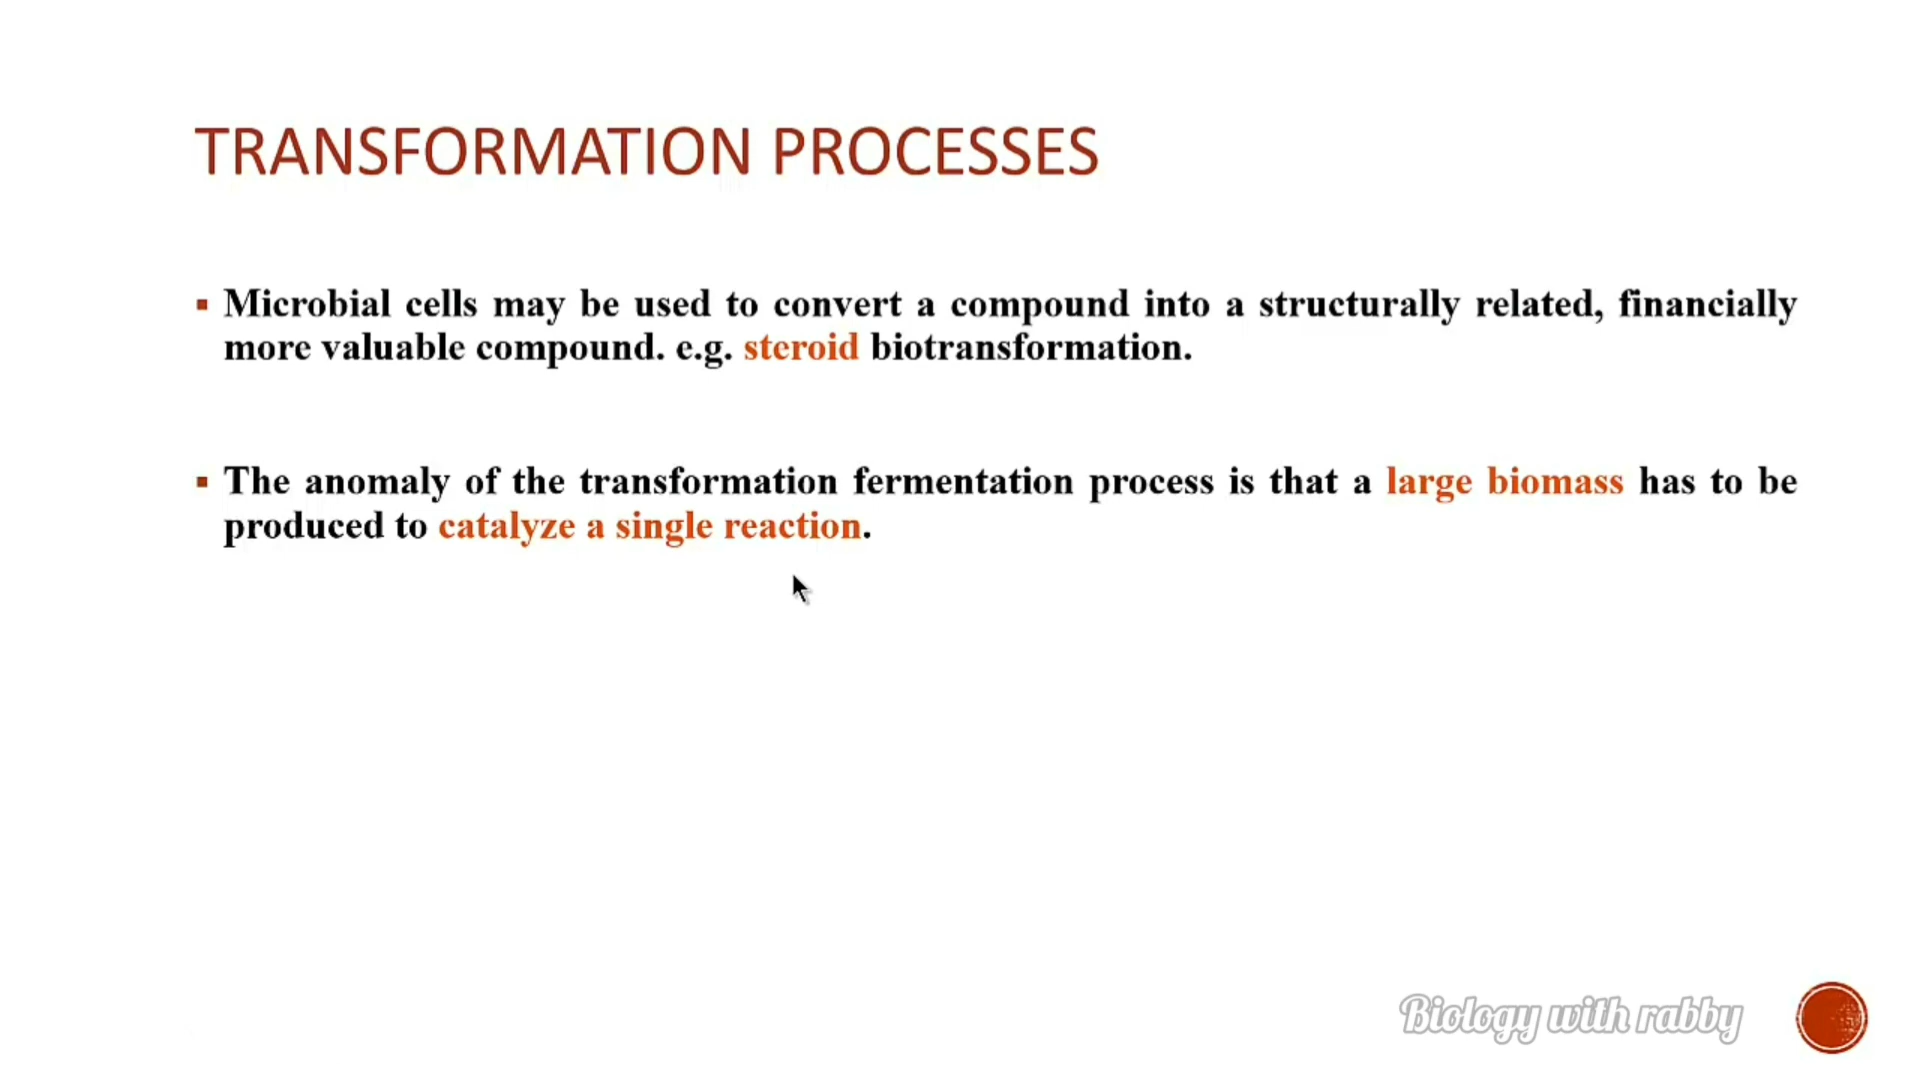 TRANSFORMATION PROCESSES
▪ Microbial cells may be used to convert a compound into a structurally related, financially
more valuable compound. e.g. steroid biotransformation.
▪ The anomaly of the transformation fermentation process is that a large biomass has to be
produced to catalyze a single reaction.
Biology with rabby